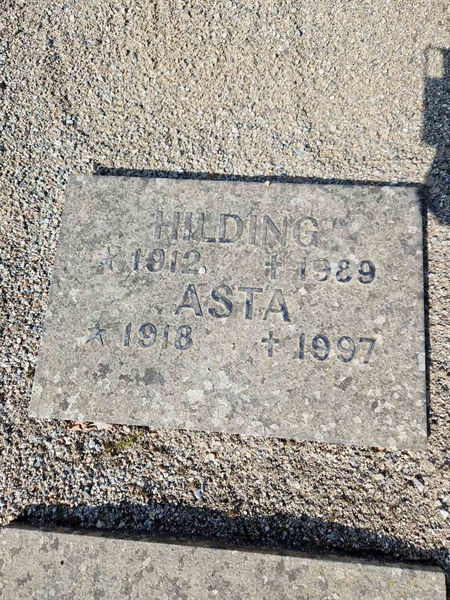 HILDING
* 1912 + 1989
ASTA
* 1918 + 1997